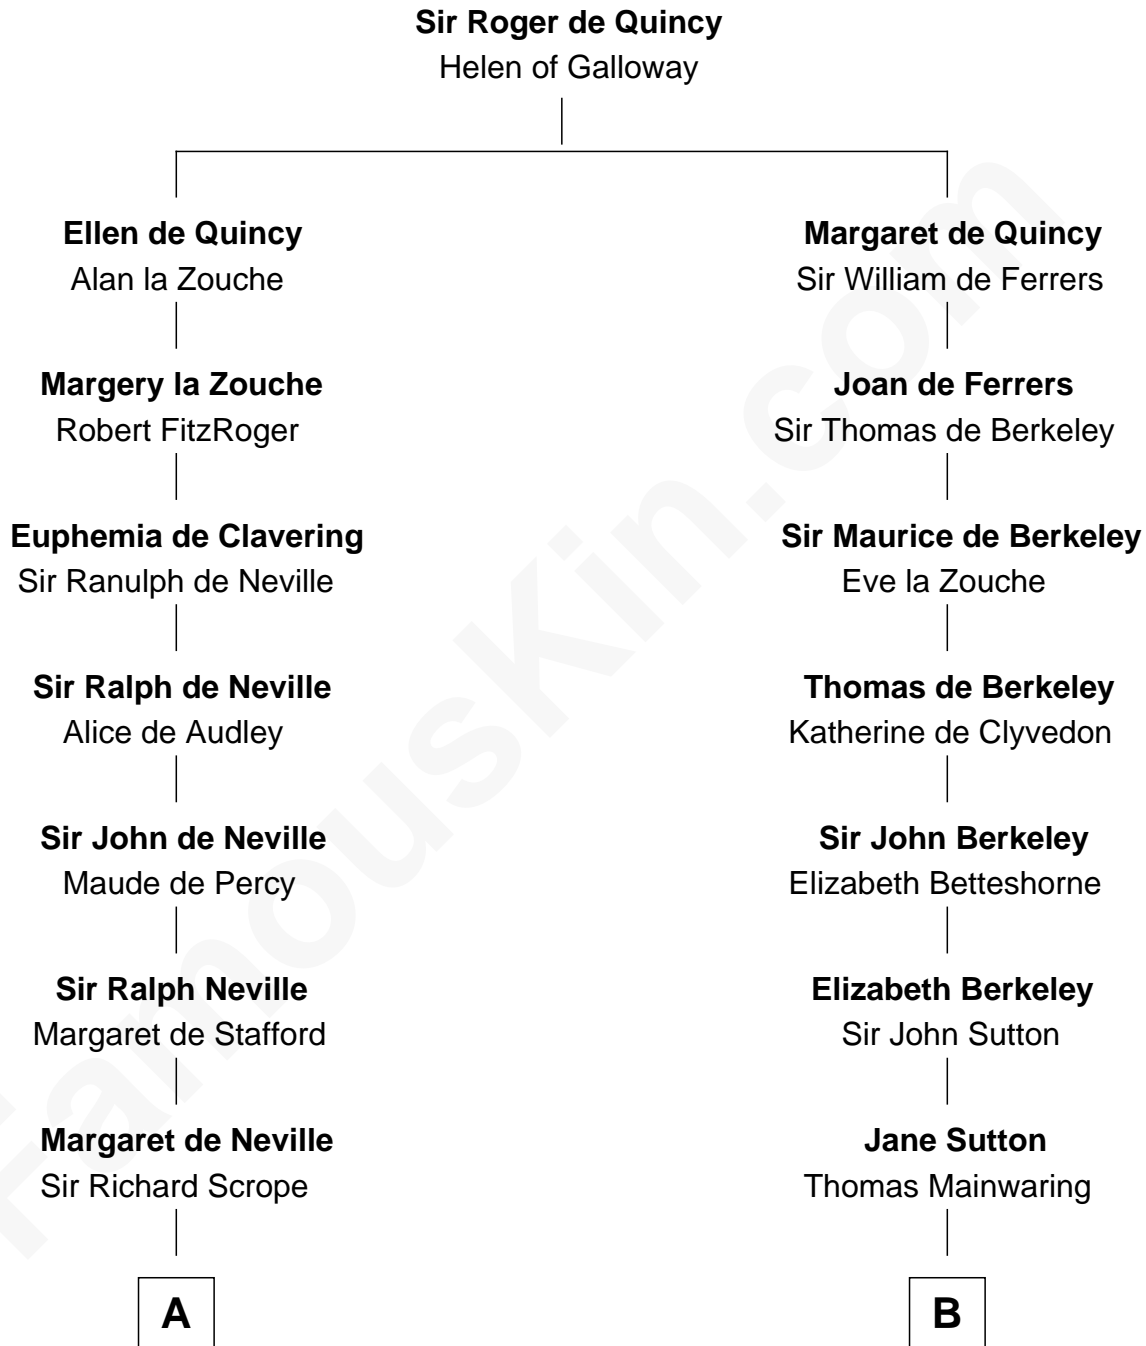 Sir Roger de Quincy
Helen of Galloway
Ellen de Quincy
Alan la Zouche
Margaret de Quincy
Sir William de Ferrers
Margery la Zouche
Robert FitzRoger
Joan de Ferrers
Sir Thomas de Berkeley
Euphemia de Clavering
Sir Ranulph de Neville
Sir Maurice de Berkeley
Eve la Zouche
Sir Ralph de Neville
Alice de Audley
Thomas de Berkeley
Katherine de Clyvedon
Sir John de Neville
Maude de Percy
Sir John Berkeley
Elizabeth Betteshorne
Sir Ralph Neville
Margaret de Stafford
Elizabeth Berkeley
Sir John Sutton
Margaret de Neville
Sir Richard Scrope
Jane Sutton
Thomas Mainwaring
A
B
FamousKin.com